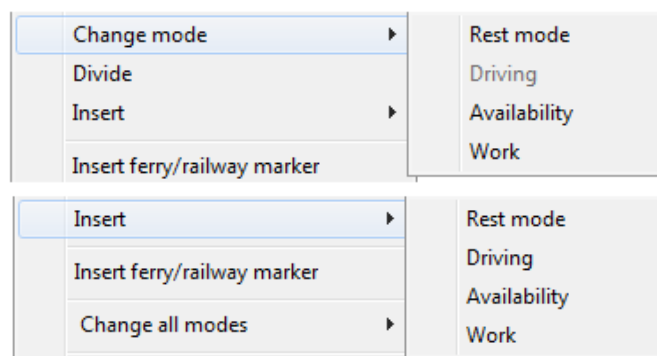 Change mode
Rest mode
Divide
Driving
Insert
Availability
Insert ferry/railway marker
Work
Insert
Rest mode
Insert ferry/railway marker
Driving
Availability
Change all modes
Work